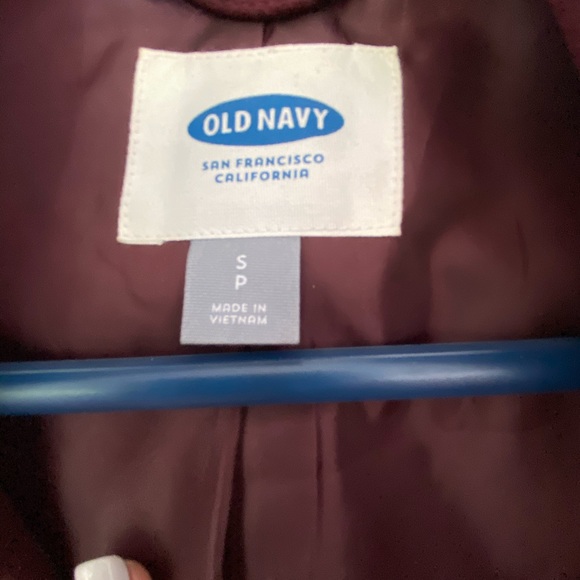 OLD NAVY
SAN FRANCISCO
CALIFORNIA
S
P
MADE IN
VIETNAM